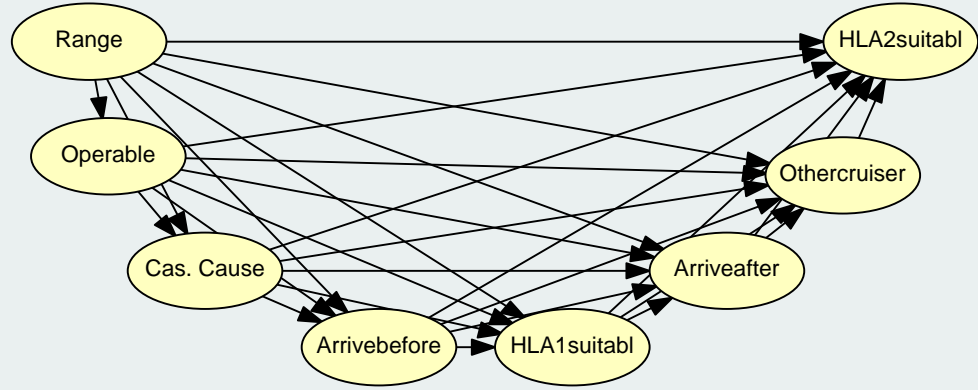 Range
HLA2suitabl
Operable
Othercruiser
Cas. Cause
Arriveafter
Arrivebefore
HLA1suitabl